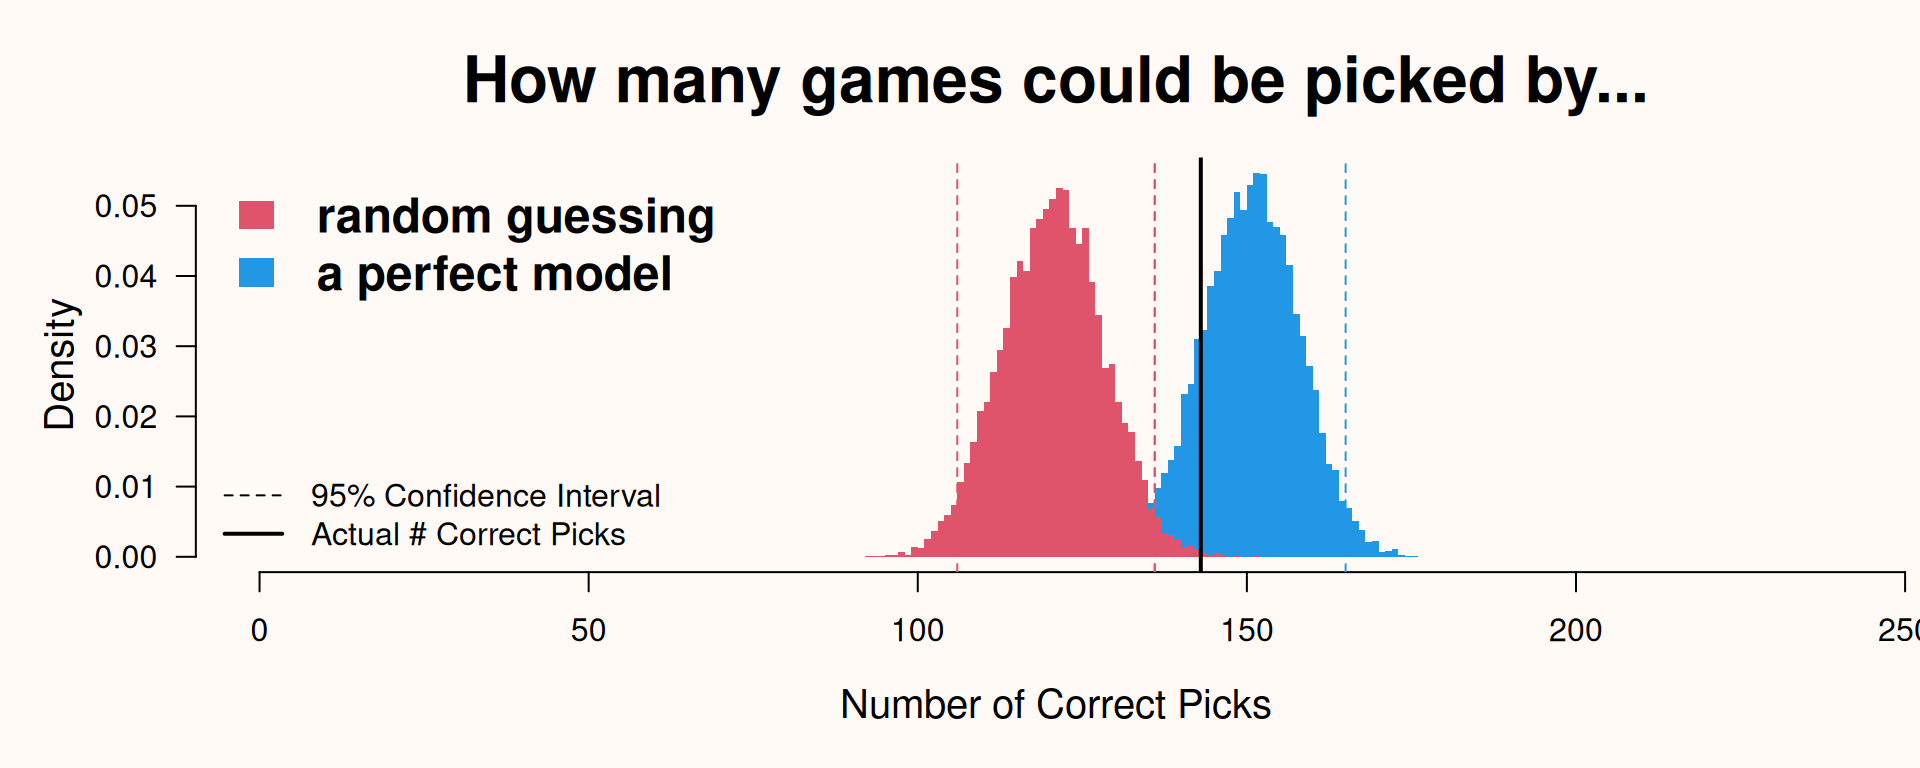 How many games could be picked by...
random guessing
a perfect model
0.05
0.04
0.03
0.02
0.01
0.00
Density
95% Confidence Interval
Actual # Correct Picks
0 50 100 150 200 250
Number of Correct Picks